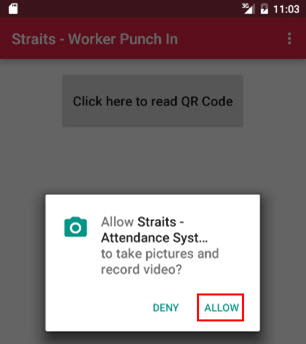 3G 11:03
Straits - Worker Punch In
Click here to read QR Code
Allow Straits -
Attendance Syst...
to take pictures and
record video?
DENY ALLOW